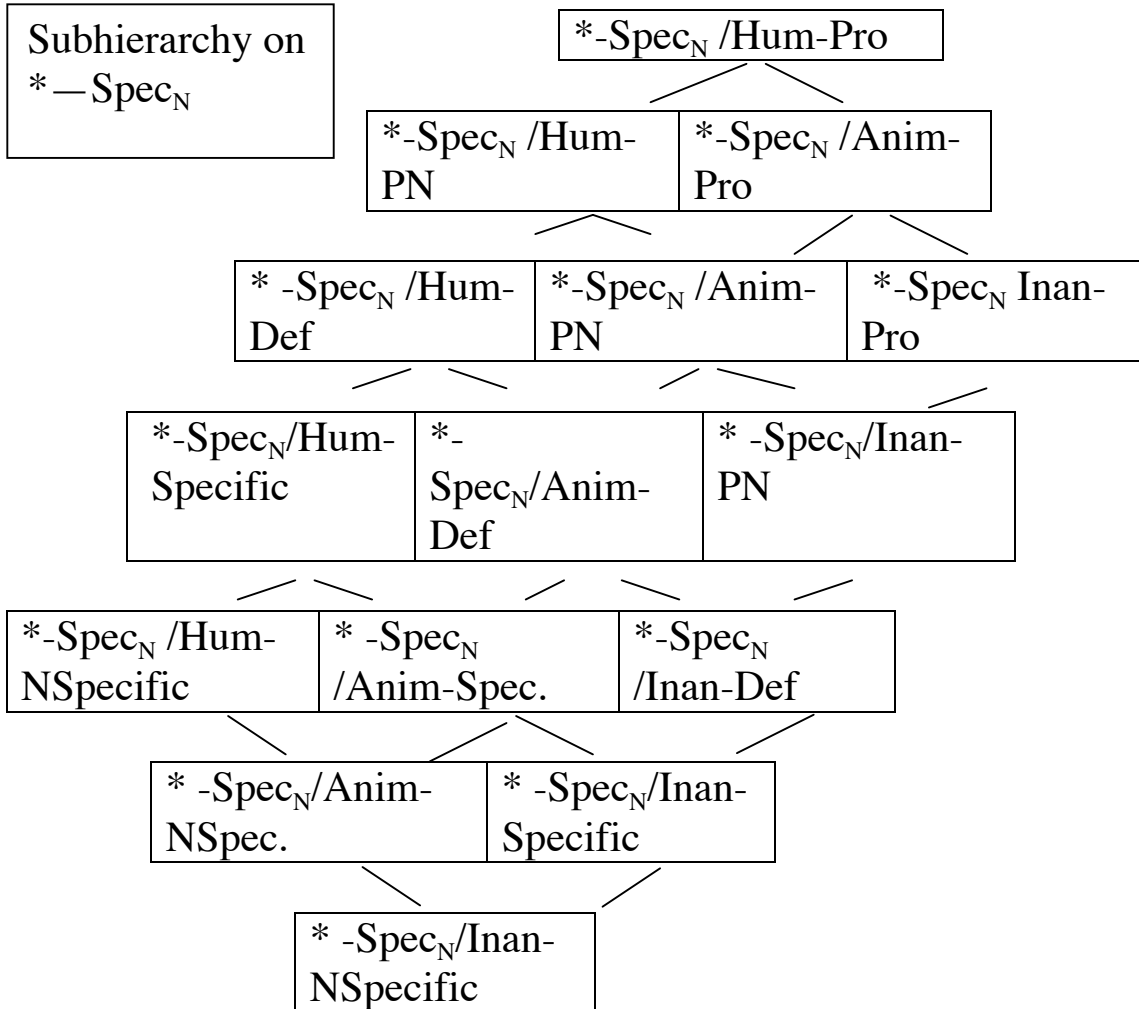 Subhierarchy on
*—Spec_N
*-Spec_N /Hum-Pro
*-Spec_N /Hum-
PN
*-Spec_N /Anim-
Pro
* -Spec_N /Hum-
Def
*-Spec_N /Anim-
PN
*-Spec_N Inan-
Pro
*-Spec_N/Hum-
Specific
*-
Spec_N/Anim-
Def
* -Spec_N/Inan-
PN
*-Spec_N /Hum-
NSpecific
* -Spec_N
/Anim-Spec.
*-Spec_N
/Inan-Def
* -Spec_N/Anim-
NSpec.
* -Spec_N/Inan-
Specific
* -Spec_N/Inan-
NSpecific